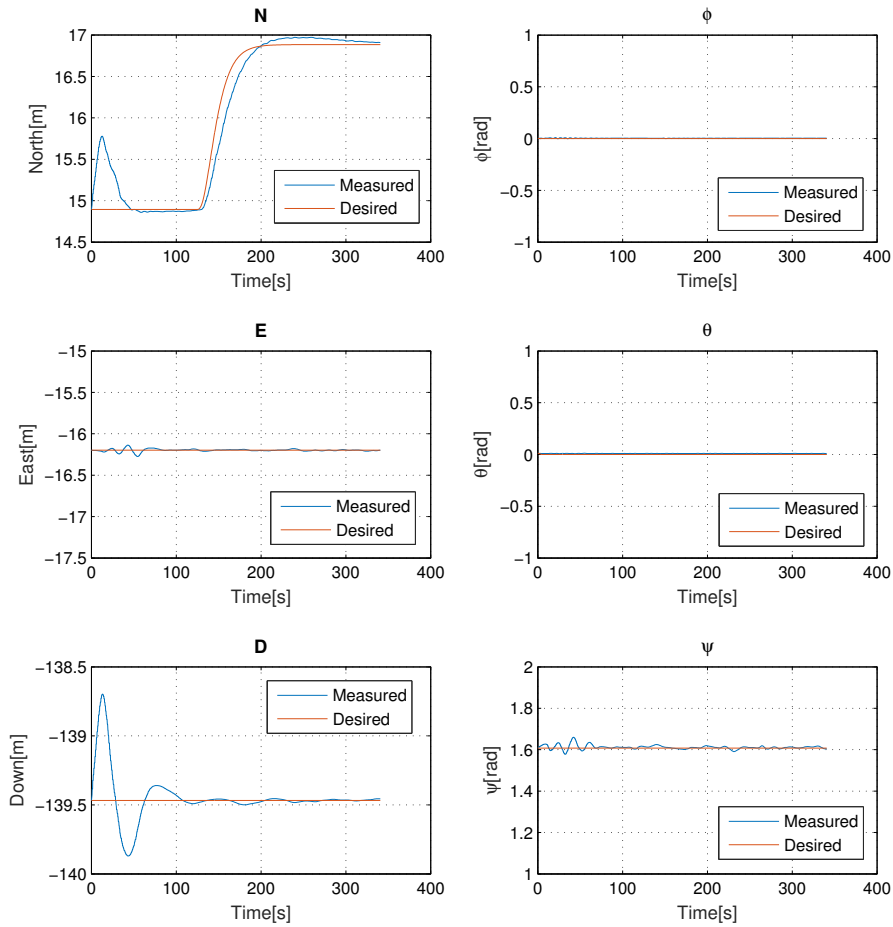 N
17
16.5
16
15.5
15
14.5
North[m]
Measured
Desired
0 100 200 300 400
Time[s]
ϕ
1
0.5
0
−0.5
−1
ϕ[rad]
Measured
Desired
0 100 200 300 400
Time[s]
E
−15
−15.5
−16
−16.5
−17
−17.5
East[m]
Measured
Desired
0 100 200 300 400
Time[s]
θ
1
0.5
0
−0.5
−1
θ[rad]
Measured
Desired
0 100 200 300 400
Time[s]
D
−138.5
−139
−139.5
−140
Down[m]
Measured
Desired
0 100 200 300 400
Time[s]
ψ
2
1.8
1.6
1.4
1.2
1
ψ[rad]
Measured
Desired
0 100 200 300 400
Time[s]